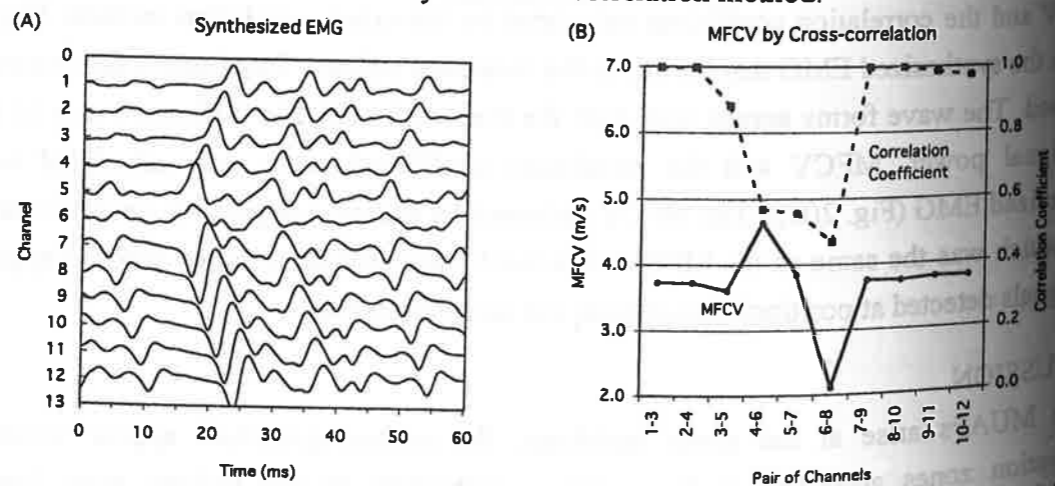 method.
(A)
Synthesized EMG
0
1
2
3
4
5
6
7
8
9
10
11
12
13
Channel
0 10 20 30 40 50 60
Time (ms)
(B)
MFCV by Cross-correlation
7.0
6.0
5.0
4.0
3.0
2.0
MFCV (m/s)
1.0
0.8
0.6
0.4
0.2
0.0
Correlation Coefficient
Correlation
Coefficient
MFCV
1-3
2-4
3-5
4-6
5-7
6-8
7-9
8-10
9-11
10-12
Pair of Channels